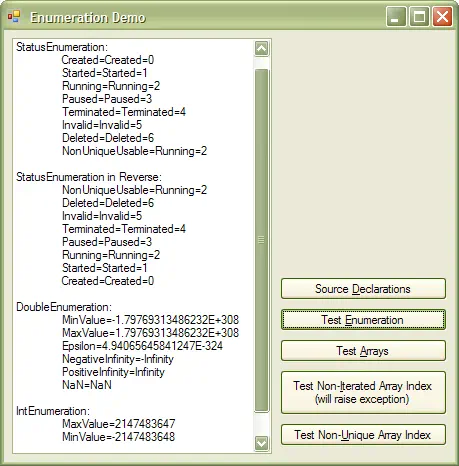 Enumeration Demo
StatusEnumeration:
Created=Created=0
Started=Started=1
Running=Running=2
Paused=Paused=3
Terminated=Terminated=4
Invalid=Invalid=5
Deleted=Deleted=6
NonUniqueUsable=Running=2
StatusEnumeration in Reverse:
NonUniqueUsable=Running=2
Deleted=Deleted=6
Invalid=Invalid=5
Terminated=Terminated=4
Paused=Paused=3
Running=Running=2
Started=Started=1
Created=Created=0
DoubleEnumeration:
MinValue=-1.79769313486232E+308
MaxValue=1.79769313486232E+308
Epsilon=4.94065645841247E-324
NegativeInfinity=-Infinity
PositiveInfinity=Infinity
NaN=NaN
IntEnumeration:
MaxValue=2147483647
MinValue=-2147483648
Source Declarations
Test Enumeration
Test Arrays
Test Non-Iterated Array Index
(will raise exception)
Test Non-Unique Array Index